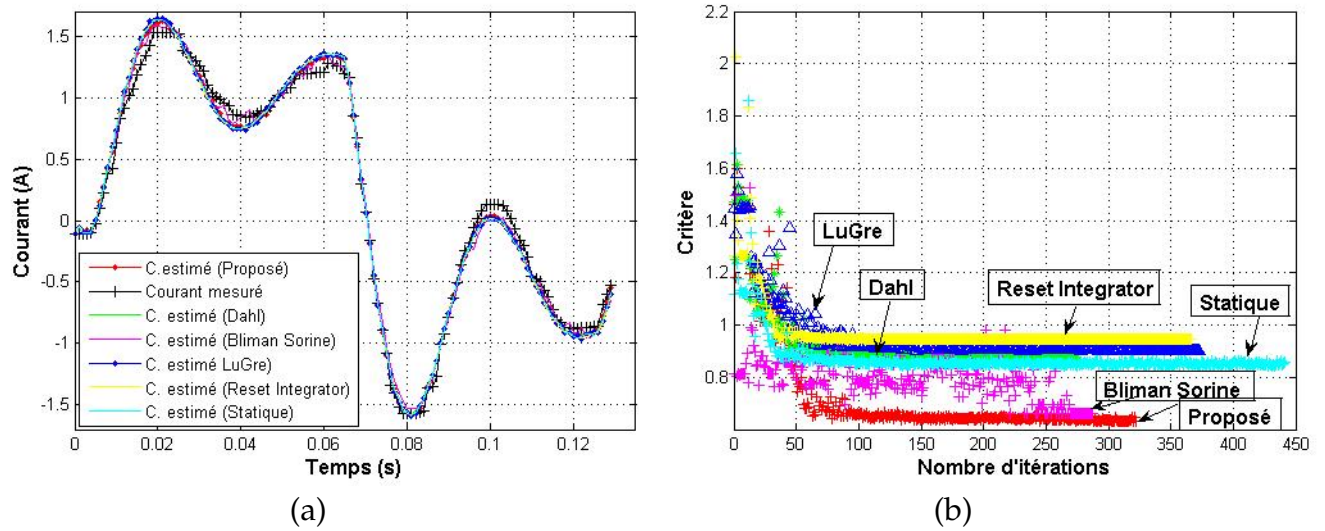 Courant (A)
1.5
1
0.5
0
-0.5
-1
-1.5
C.estimé (Proposé)
Courant mesuré
C. estimé (Dahl)
C. estimé (Bliman Sorine)
C. estimé LuGre)
C. estimé (Reset Integrator)
C. estimé (Statique)
0
0.02
0.04
0.06
0.08
0.1
0.12
Temps (s)
(a)
Critère
2.2
2
1.8
1.6
1.4
1.2
1
0.8
LuGre
Dahl
Reset Integrator
Statique
Bliman Sorine
Proposé
0
50
100
150
200
250
300
350
400
450
Nombre d'itérations
(b)